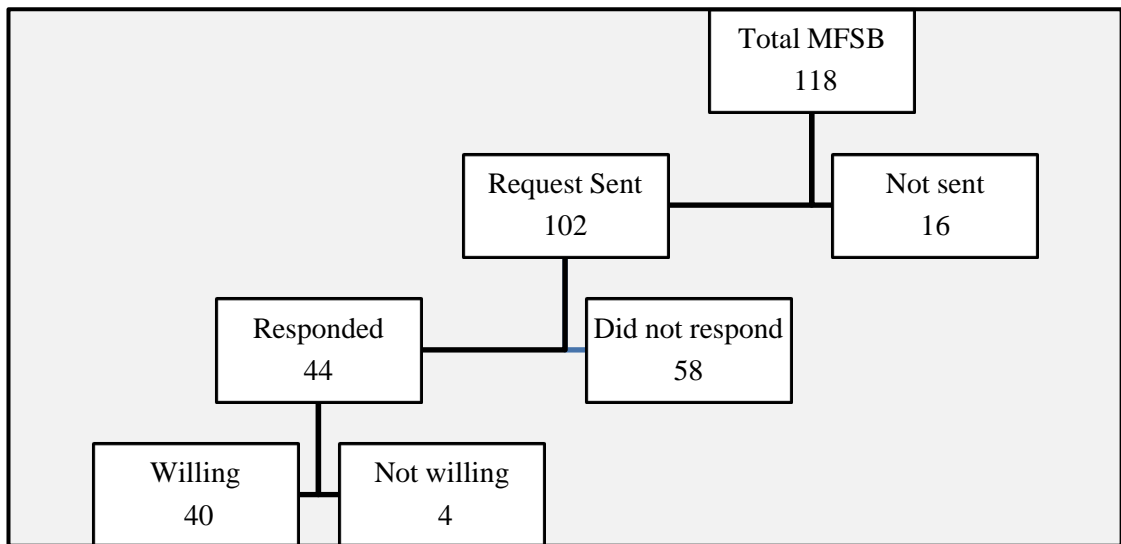 Total MFSB
118
Request Sent
102
Not sent
16
Responded
44
Did not respond
58
Willing
40
Not willing
4